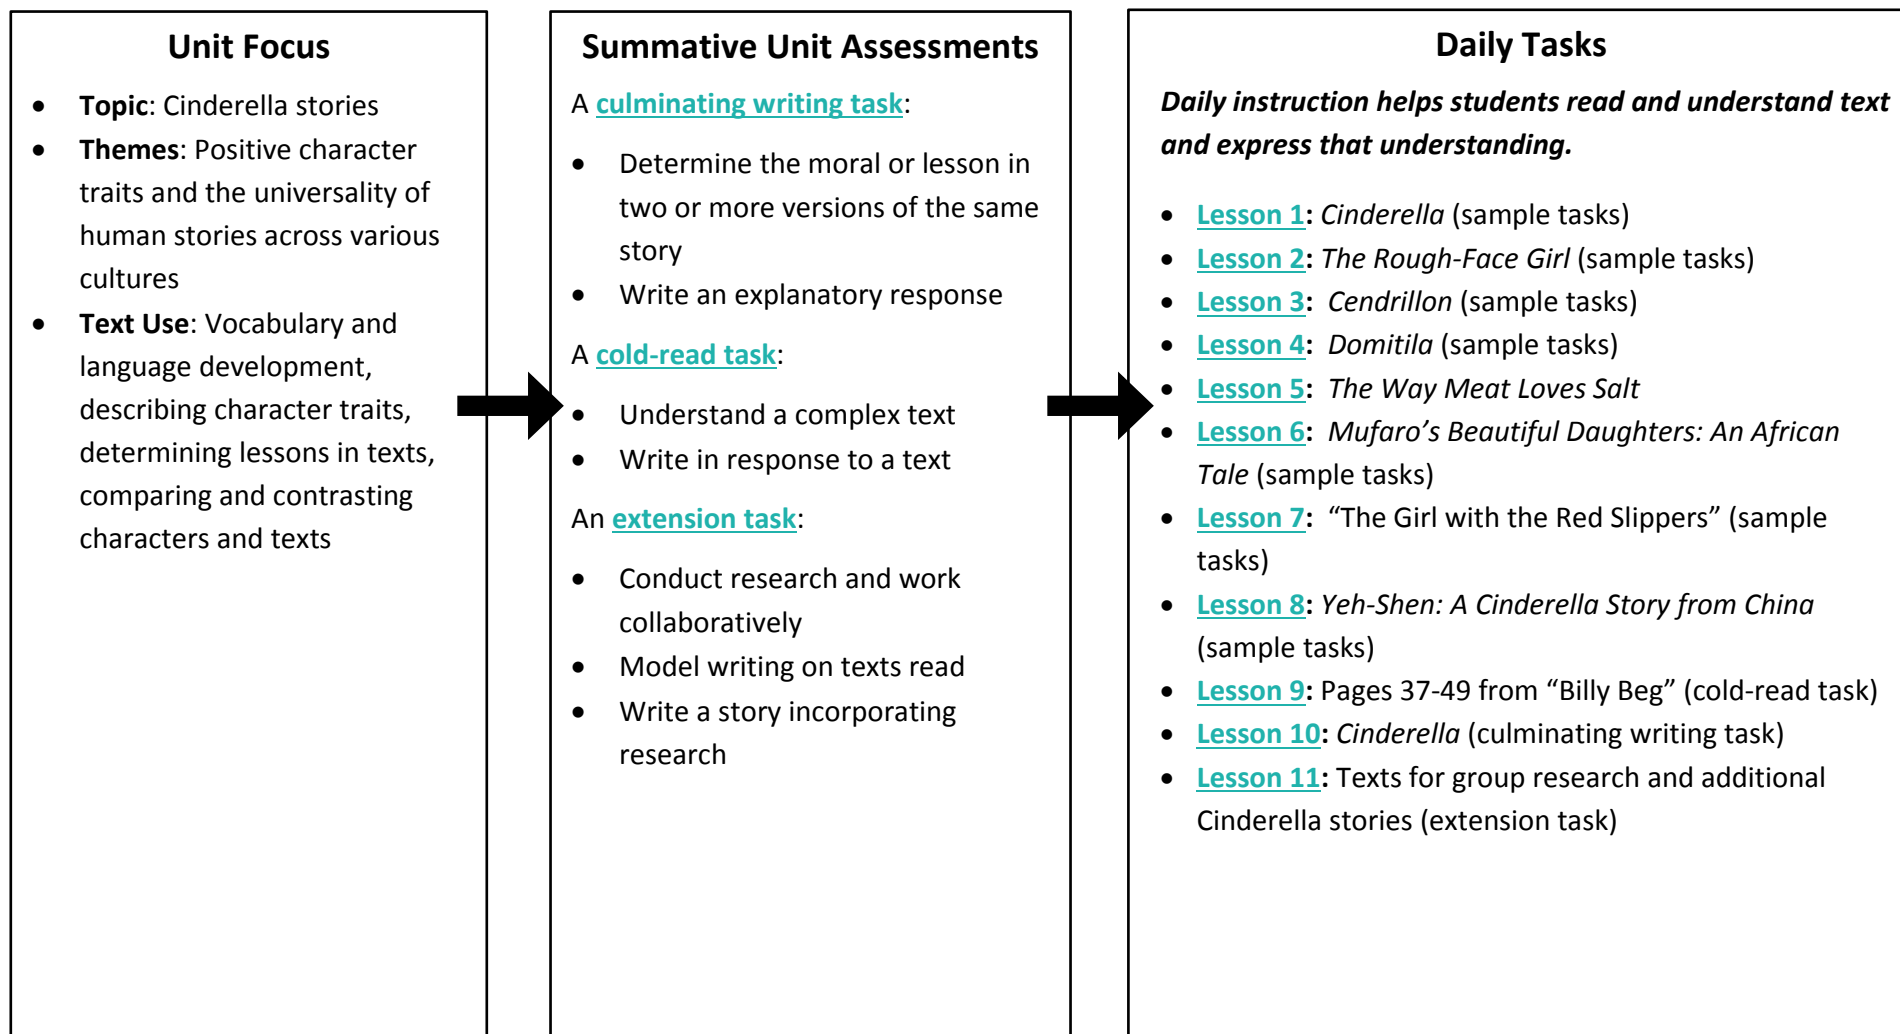 Unit Focus
• Topic: Cinderella stories
• Themes: Positive character
traits and the universality of
human stories across various
cultures
• Text Use: Vocabulary and
language development,
describing character traits,
determining lessons in texts,
comparing and contrasting
characters and texts
Summative Unit Assessments
A culminating writing task:
• Determine the moral or lesson in
two or more versions of the same
story
• Write an explanatory response
A cold-read task:
• Understand a complex text
• Write in response to a text
An extension task:
• Conduct research and work
collaboratively
• Model writing on texts read
• Write a story incorporating
research
Daily Tasks
Daily instruction helps students read and understand text
and express that understanding.
• Lesson 1: Cinderella (sample tasks)
• Lesson 2: The Rough-Face Girl (sample tasks)
• Lesson 3: Cendrillon (sample tasks)
• Lesson 4: Domitila (sample tasks)
• Lesson 5: The Way Meat Loves Salt
• Lesson 6: Mufaro’s Beautiful Daughters: An African
Tale (sample tasks)
• Lesson 7: “The Girl with the Red Slippers” (sample
tasks)
• Lesson 8: Yeh-Shen: A Cinderella Story from China
(sample tasks)
• Lesson 9: Pages 37-49 from “Billy Beg” (cold-read task)
• Lesson 10: Cinderella (culminating writing task)
• Lesson 11: Texts for group research and additional
Cinderella stories (extension task)